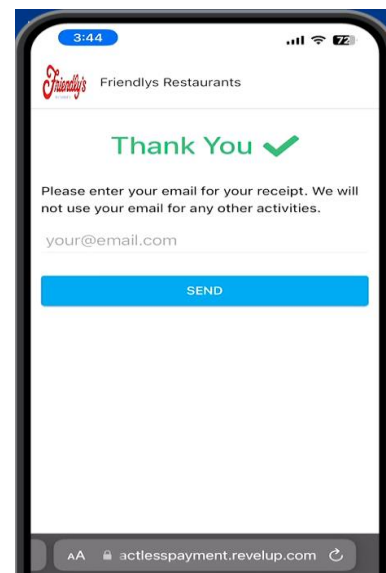 3:44
72
Friendly's
Friendlys Restaurants
Thank You
Please enter your email for your receipt. We will
not use your email for any other activities.
your@email.com
SEND
AA
actlesspayment.revelup.com